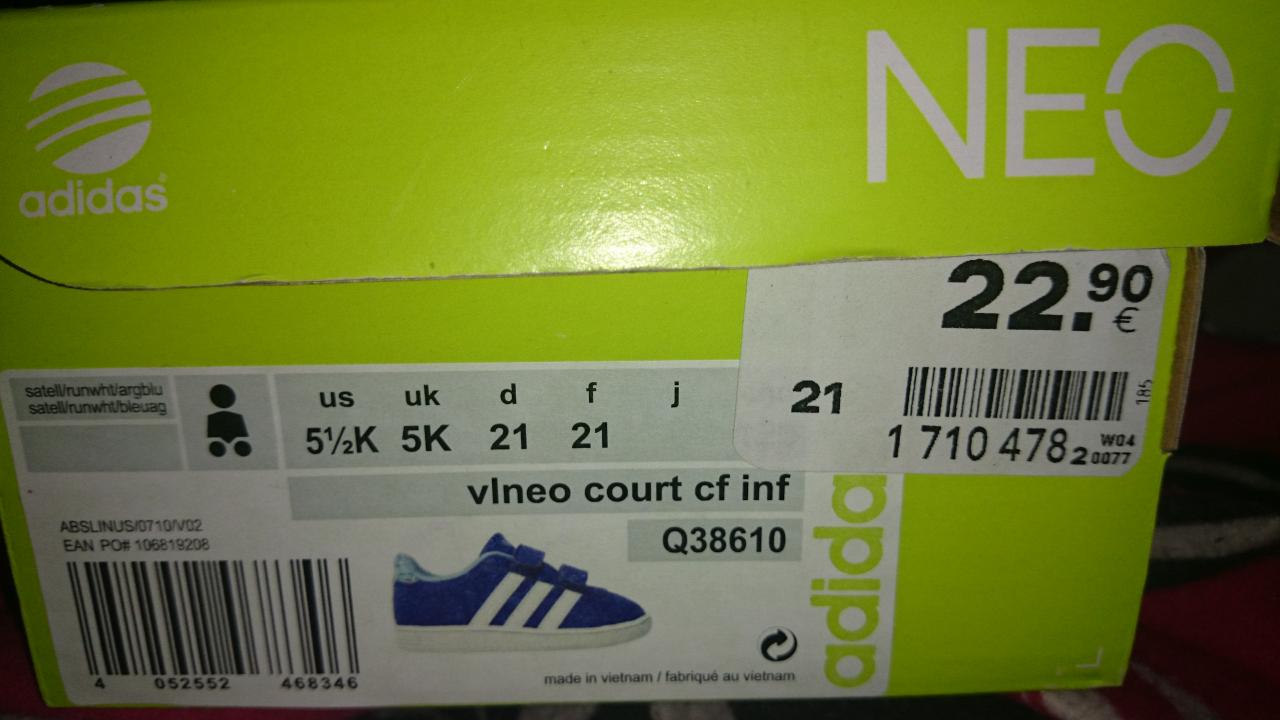 adidas
NEO
22.90
€
21
185
1 710 478 2 W04
0077
satell/runwht/argblu
satell/runwht/bleuag
us uk d f j
5½K 5K 21 21
vlneo court cf inf
Q38610
ABSLINUS/0710/V02
EAN PO# 106819208
4 052552 468346
made in vietnam / fabriqué au vietnam
adida